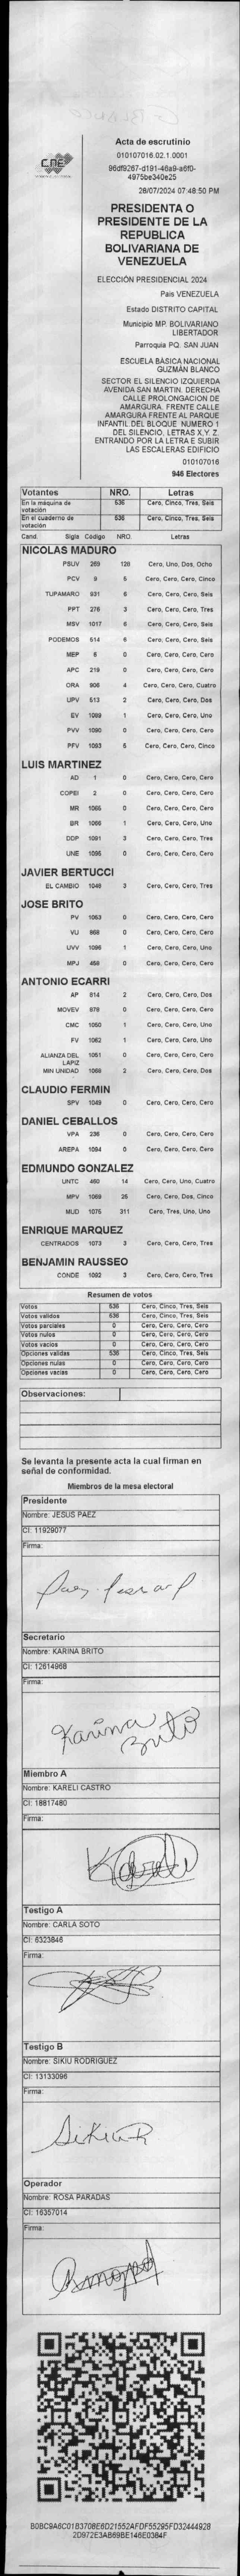 CNE
Acta de escrutinio
010107016.02.1.0001
28/07/2024 07:48:50 PM
PRESIDENTA O
PRESIDENTE DE LA
REPUBLICA
BOLIVARIANA DE
VENEZUELA
ELECCIÓN PRESIDENCIAL 2024
Pais VENEZUELA
Estado DISTRITO CAPITAL
Municipio MP. BOLIVARIANO
LIBERTADOR
Parroquia PQ. SAN JUAN
ESCUELA BÁSICA NACIONAL
GUZMÁN BLANCO
SECTOR EL SILENCIO IZQUIERDA
AVENIDA SAN MARTIN. DERECHA
CALLE PROLONGACION DE
AMARGURA. FRENTE CALLE
AMARGURA FRENTE AL PARQUE
INFANTIL DEL BLOQUE NUMERO 1
DEL SILENCIO, LETRAS X,Y, Z,
ENTRANDO POR LA LETRA E SUBIR
LAS ESCALERAS EDIFICIO
010107016
946 Electores
Votantes NRO. Letras
En la máquina de votación 536 Cero, Cinco, Tres, Seis
En el cuaderno de votación 536 Cero, Cinco, Tres, Seis
Cand. Sigla Código NRO. Letras
NICOLAS MADURO
PSUV 269 128 Cero, Uno, Dos, Ocho
PCV 9 5 Cero, Cero, Cero, Cinco
TUPAMARO 931 6 Cero, Cero, Cero, Seis
PPT 276 3 Cero, Cero, Cero, Tres
MSV 1017 6 Cero, Cero, Cero, Seis
PODEMOS 514 6 Cero, Cero, Cero, Seis
MEP 6 0 Cero, Cero, Cero, Cero
APC 219 0 Cero, Cero, Cero, Cero
ORA 906 4 Cero, Cero, Cero, Cuatro
UPV 513 2 Cero, Cero, Cero, Dos
EV 1089 1 Cero, Cero, Cero, Uno
PVV 1090 0 Cero, Cero, Cero, Cero
PFV 1093 5 Cero, Cero, Cero, Cinco
LUIS MARTINEZ
AD 1 0 Cero, Cero, Cero, Cero
COPEI 2 0 Cero, Cero, Cero, Cero
MR 1065 0 Cero, Cero, Cero, Cero
BR 1066 1 Cero, Cero, Cero, Uno
DDP 1091 3 Cero, Cero, Cero, Tres
UNE 1095 0 Cero, Cero, Cero, Cero
JAVIER BERTUCCI
EL CAMBIO 1048 3 Cero, Cero, Cero, Tres
JOSE BRITO
PV 1053 0 Cero, Cero, Cero, Cero
VU 868 0 Cero, Cero, Cero, Cero
UVV 1096 1 Cero, Cero, Cero, Uno
MPJ 458 0 Cero, Cero, Cero, Cero
ANTONIO ECARRI
AP 814 2 Cero, Cero, Cero, Dos
MOVEV 979 0 Cero, Cero, Cero, Cero
CMC 1050 1 Cero, Cero, Cero, Uno
FV 1062 1 Cero, Cero, Cero, Uno
ALIANZA DEL LAPIZ 1051 0 Cero, Cero, Cero, Cero
MIN UNIDAD 1068 2 Cero, Cero, Cero, Dos
CLAUDIO FERMIN
SPV 1049 0 Cero, Cero, Cero, Cero
DANIEL CEBALLOS
VPA 236 0 Cero, Cero, Cero, Cero
AREPA 1094 0 Cero, Cero, Cero, Cero
EDMUNDO GONZALEZ
UNTC 460 14 Cero, Cero, Uno, Cuatro
MPV 1069 25 Cero, Cero, Dos, Cinco
MUD 1075 311 Cero, Tres, Uno, Uno
ENRIQUE MARQUEZ
CENTRADOS 1073 3 Cero, Cero, Cero, Tres
BENJAMIN RAUSSEO
CONDE 1092 3 Cero, Cero, Cero, Tres
Resumen de votos
Votos 536 Cero, Cinco, Tres, Seis
Votos válidos 536 Cero, Cinco, Tres, Seis
Votos parciales 0 Cero, Cero, Cero, Cero
Votos nulos 0 Cero, Cero, Cero, Cero
Votos vacíos 0 Cero, Cero, Cero, Cero
Opciones válidas 536 Cero, Cinco, Tres, Seis
Opciones nulas 0 Cero, Cero, Cero, Cero
Opciones vacías 0 Cero, Cero, Cero, Cero
Observaciones:
Se levanta la presente acta la cual firman en
señal de conformidad.
Miembros de la mesa electoral
Presidente
Nombre: JESUS PAEZ
CI: 11929077
Firma:
Secretario
Nombre: KARINA BRITO
CI: 12614968
Firma:
Karina
Brito
Miembro A
Nombre: KARELI CASTRO
CI: 18817480
Firma:
Kareli
Testigo A
Nombre: CARLA SOTO
CI: 6323846
Firma:
Testigo B
Nombre: SIKIU RODRIGUEZ
CI: 13133096
Firma:
Sikiu R
Operador
Nombre: ROSA PARADAS
CI: 16357014
Firma: